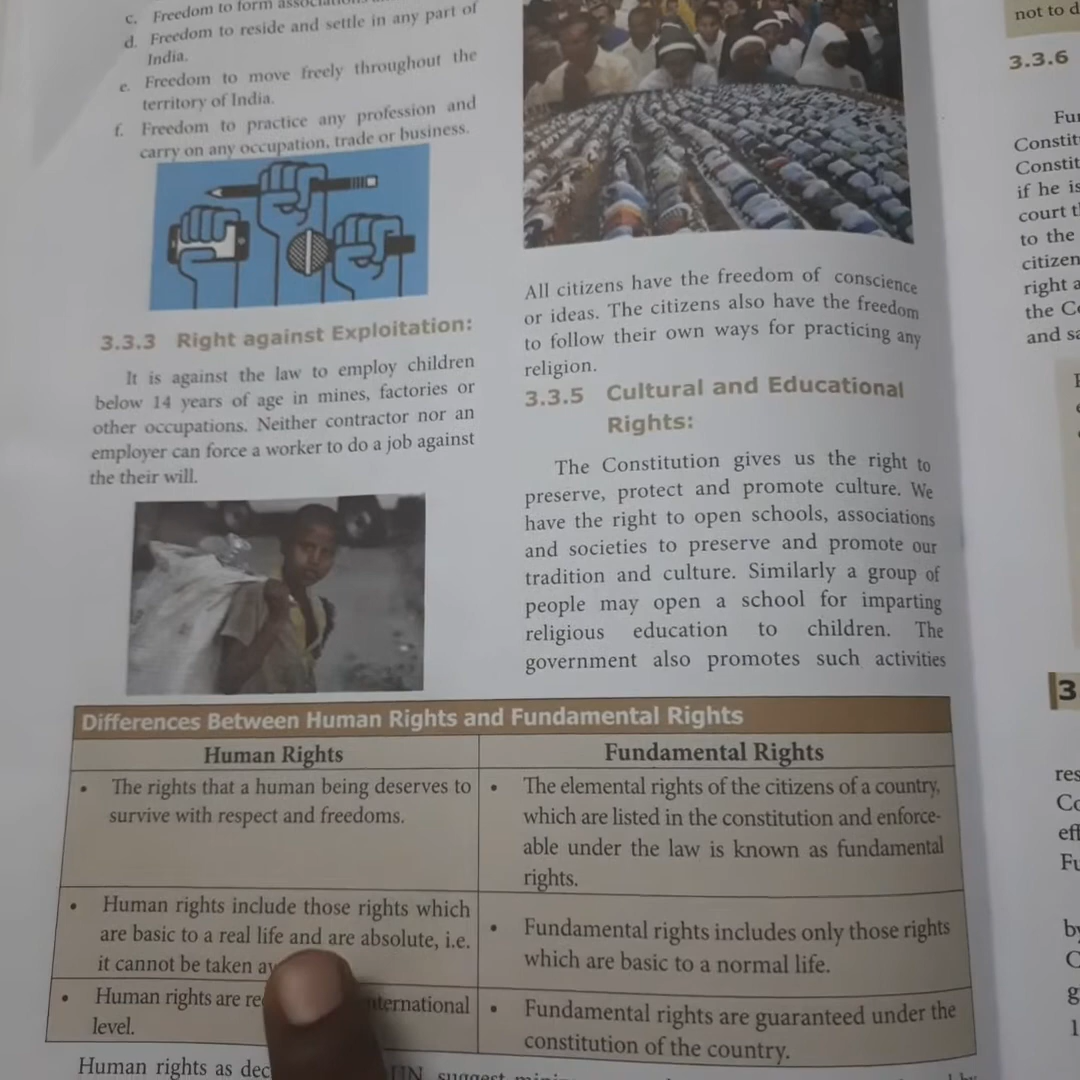 c. Freedom to form
d. Freedom to reside and settle in any part of
India.
e. Freedom to move freely throughout the
territory of India.
f. Freedom to practice any profession and
carry on any occupation, trade or business.
3.3.3 Right against Exploitation:
It is against the law to employ children
below 14 years of age in mines, factories or
other occupations. Neither contractor nor an
employer can force a worker to do a job against
the their will.
All citizens have the freedom of conscience
or ideas. The citizens also have the freedom
to follow their own ways for practicing any
religion.
3.3.5 Cultural and Educational
Rights:
The Constitution gives us the right to
preserve, protect and promote culture. We
have the right to open schools, associations
and societies to preserve and promote our
tradition and culture. Similarly a group of
people may open a school for imparting
religious education to children. The
government also promotes such activities
Differences Between Human Rights and Fundamental Rights
Human Rights
• The rights that a human being deserves to
survive with respect and freedoms.
• Human rights include those rights which
are basic to a real life and are absolute, i.e.
it cannot be taken
• Human rights are
level.
Fundamental Rights
• The elemental rights of the citizens of a country,
which are listed in the constitution and enforce-
able under the law is known as fundamental
rights.
• Fundamental rights includes only those rights
which are basic to a normal life.
• Fundamental rights are guaranteed under the
constitution of the country.
Human rights as
UN suggest
not to
3.3.6
if he is
court
to the
right
the
and
3